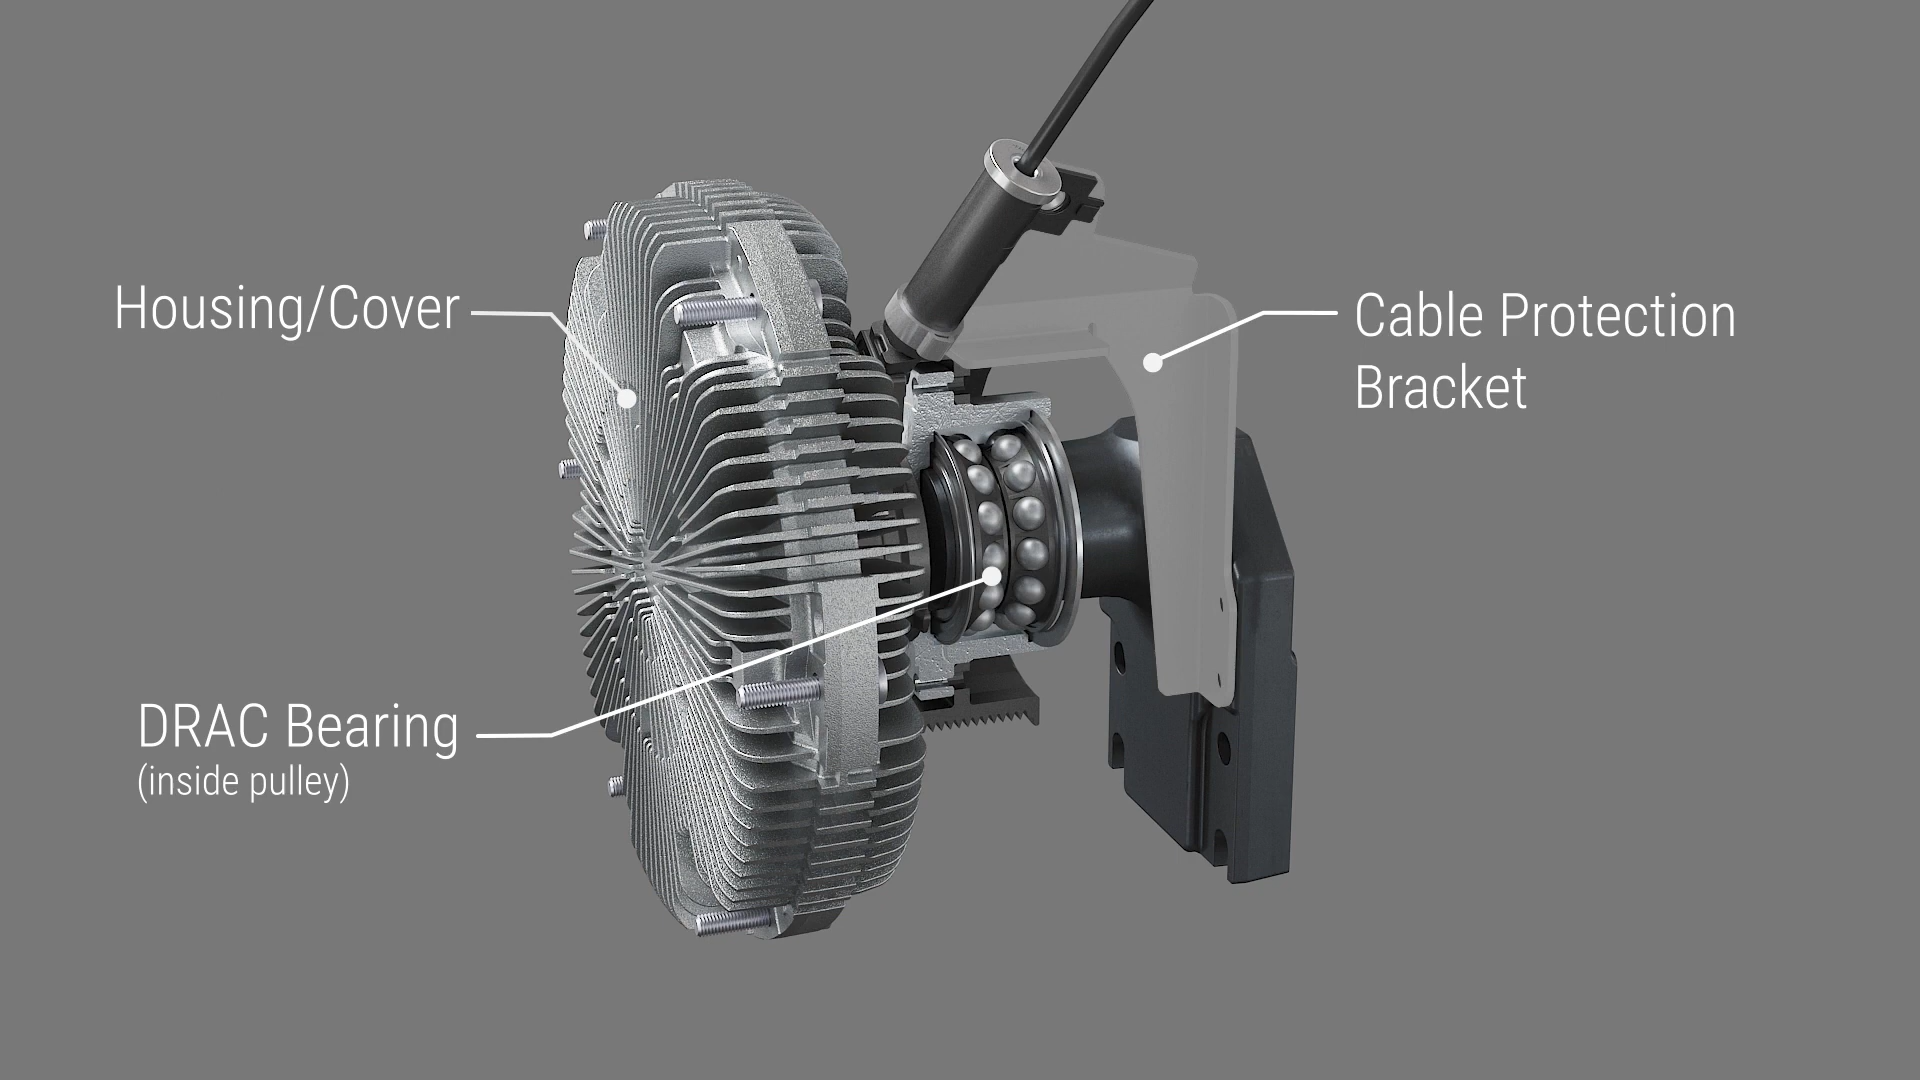 Housing/Cover
Cable Protection
Bracket
DRAC Bearing
(inside pulley)